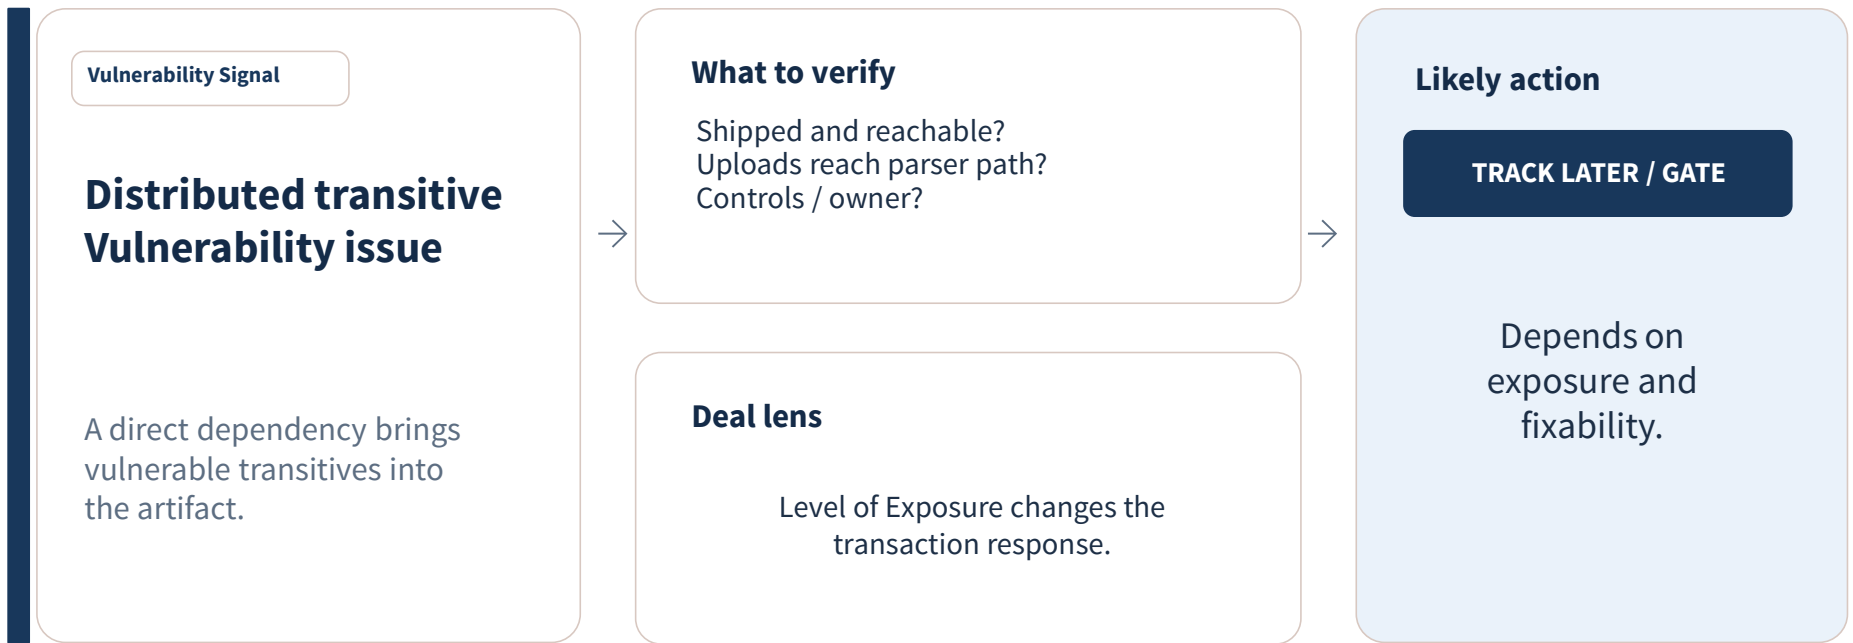 Vulnerability Signal
Distributed transitive
Vulnerability issue
A direct dependency brings
vulnerable transitives into
the artifact.
What to verify
Shipped and reachable?
Uploads reach parser path?
Controls / owner?
Deal lens
Level of Exposure changes the
transaction response.
Likely action
TRACK LATER / GATE
Depends on
exposure and
fixability.